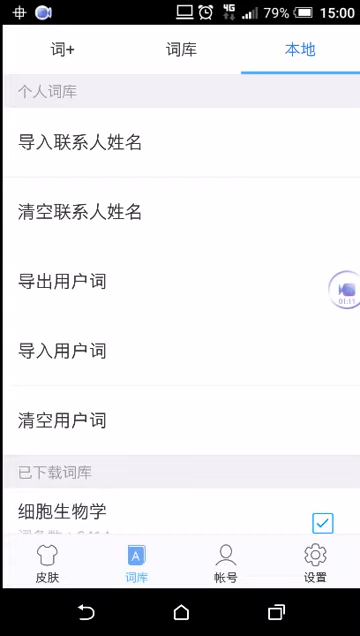 4G 79% 15:00
词+ 词库 本地
个人词库
导入联系人姓名
清空联系人姓名
导出用户词
01:11
导入用户词
清空用户词
已下载词库
细胞生物学
A
皮肤 词库 帐号 设置